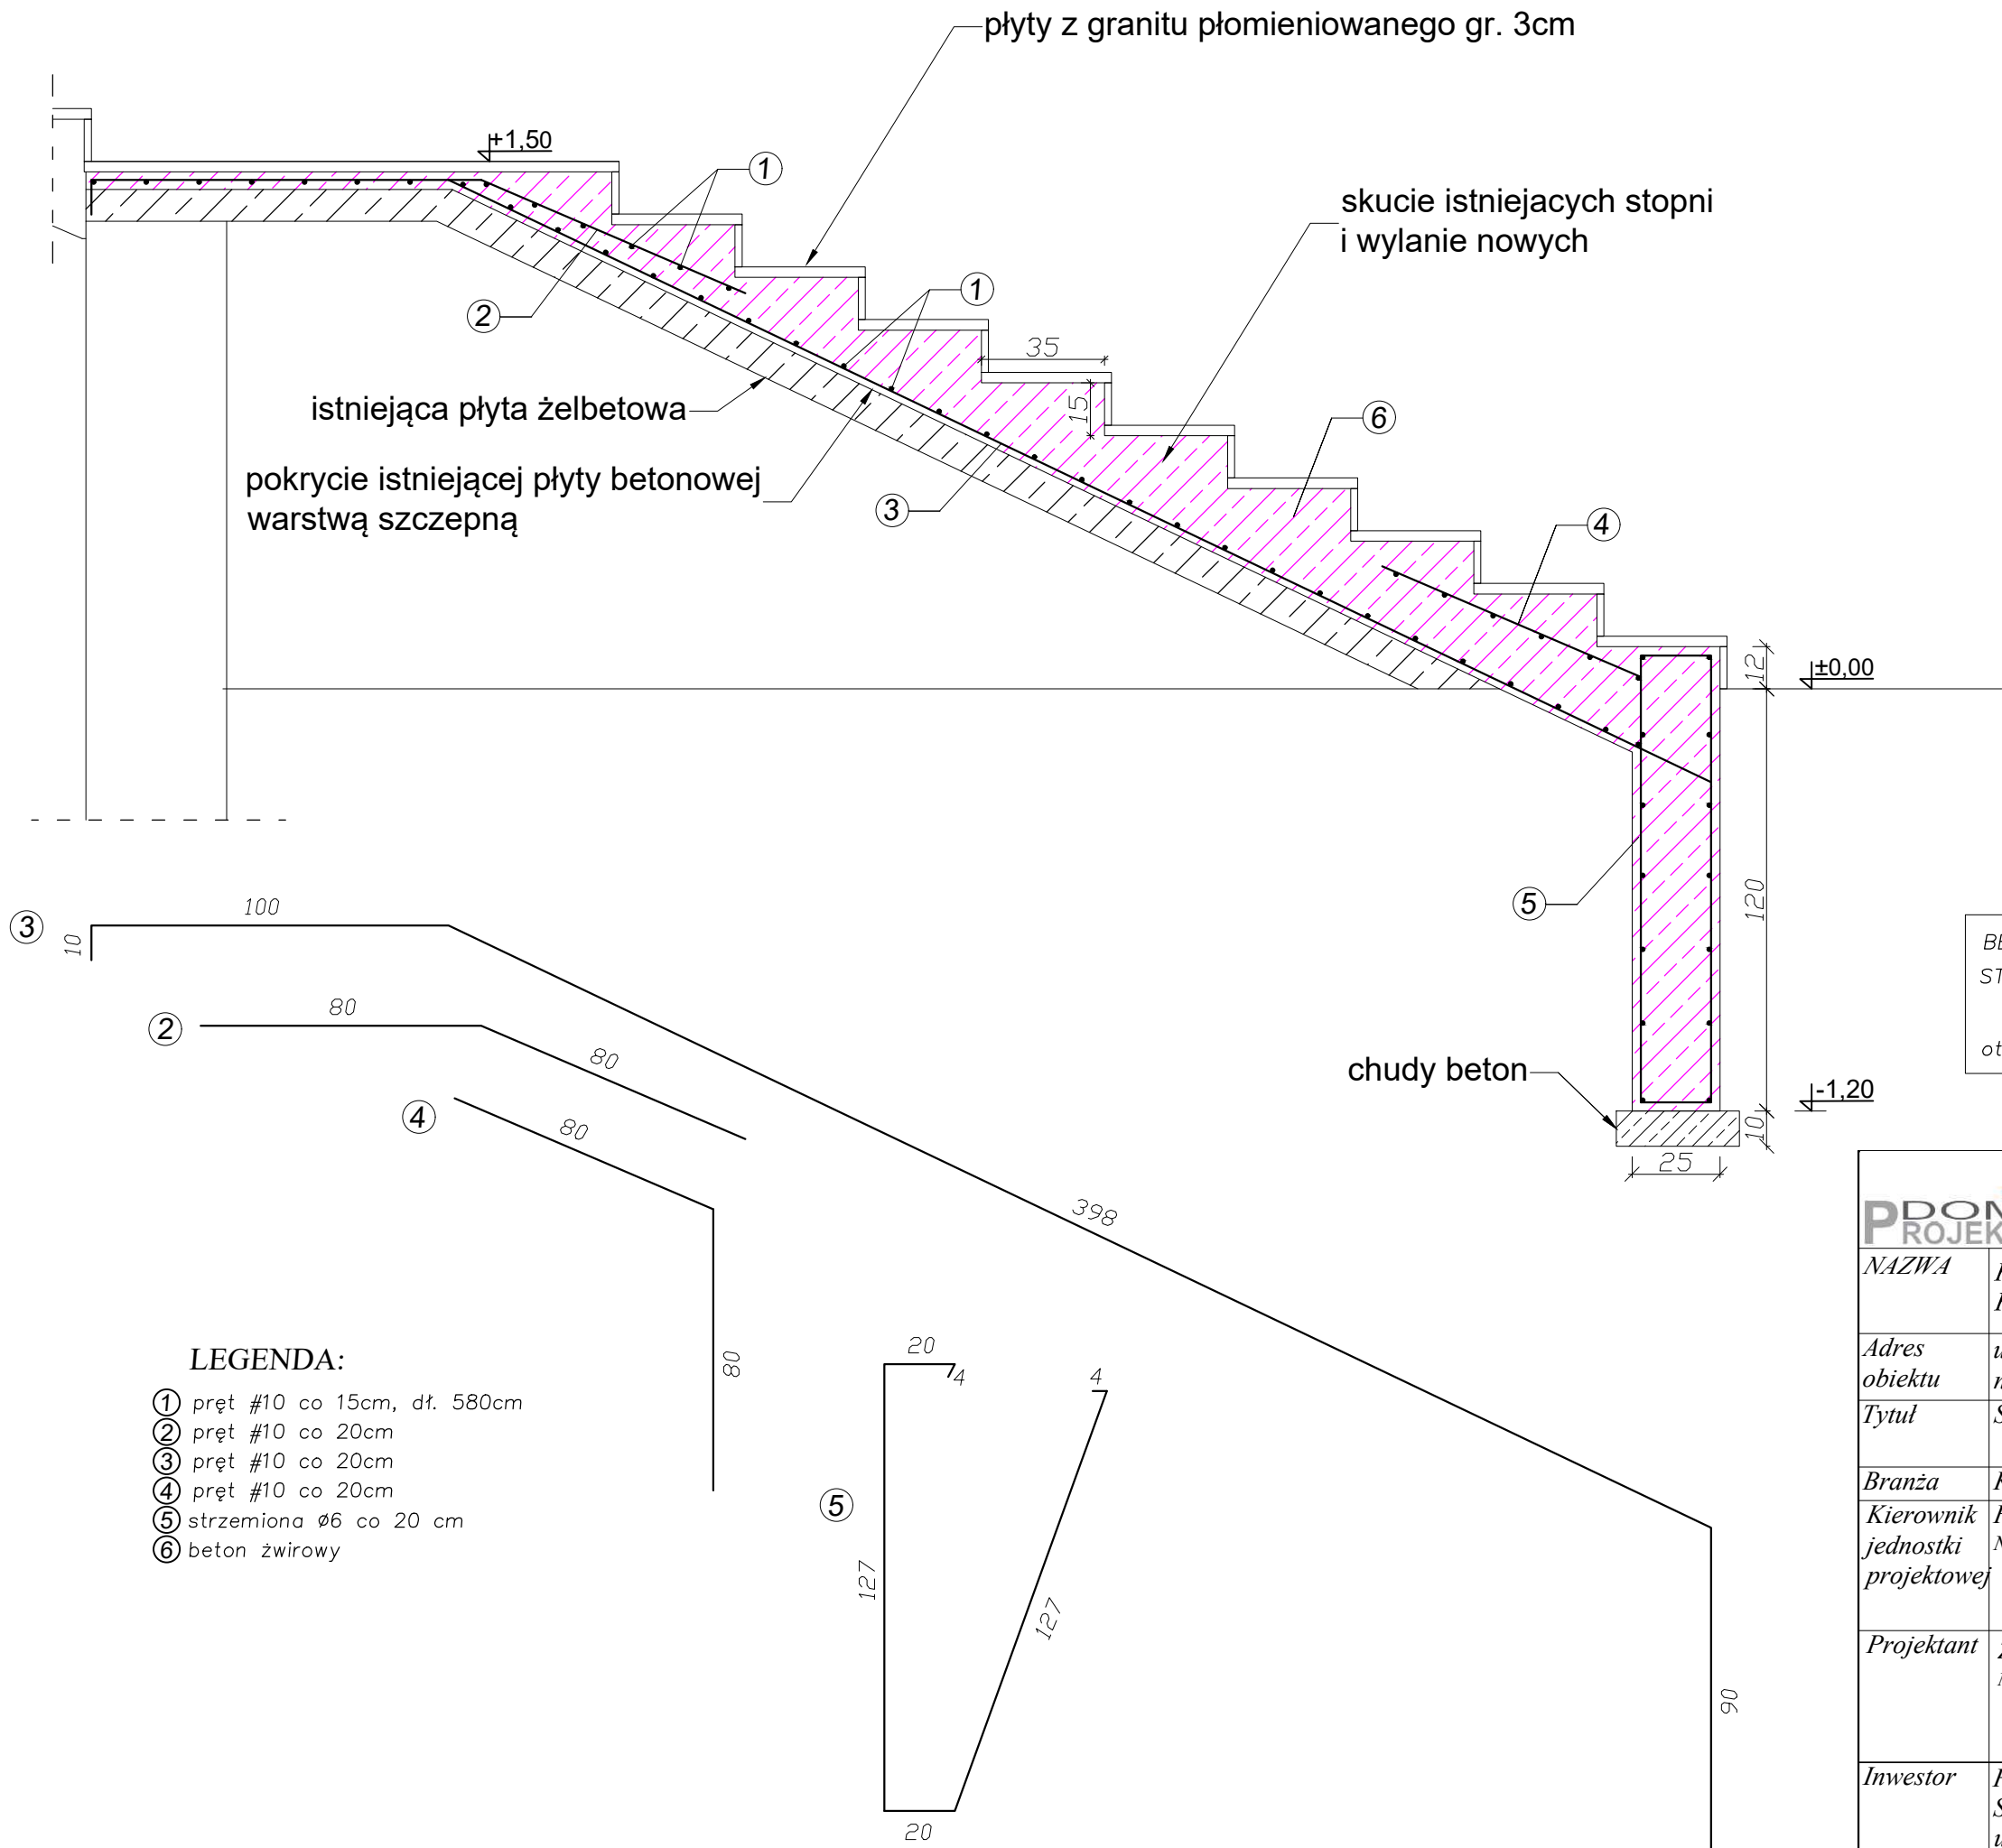 płyty z granitu płomieniowanego gr. 3cm
+1,50
1
skucie istniejacych stopni
i wylanie nowych
1
2
35
15
istniejąca płyta żelbetowa
6
pokrycie istniejącej płyty betonowej
warstwą szczepną
3
4
12
±0,00
5
120
chudy beton
-1,20
10
25
3
10
100
2
80
80
4
80
80
398
90
5
20
4
4
127
127
20
LEGENDA:
1 pręt #10 co 15cm, dł. 580cm
2 pręt #10 co 20cm
3 pręt #10 co 20cm
4 pręt #10 co 20cm
5 strzemiona ø6 co 20 cm
6 beton żwirowy
NAZWA
Adres
obiektu
Tytuł
Branża
Kierownik
jednostki
projektowej
Projektant
Inwestor